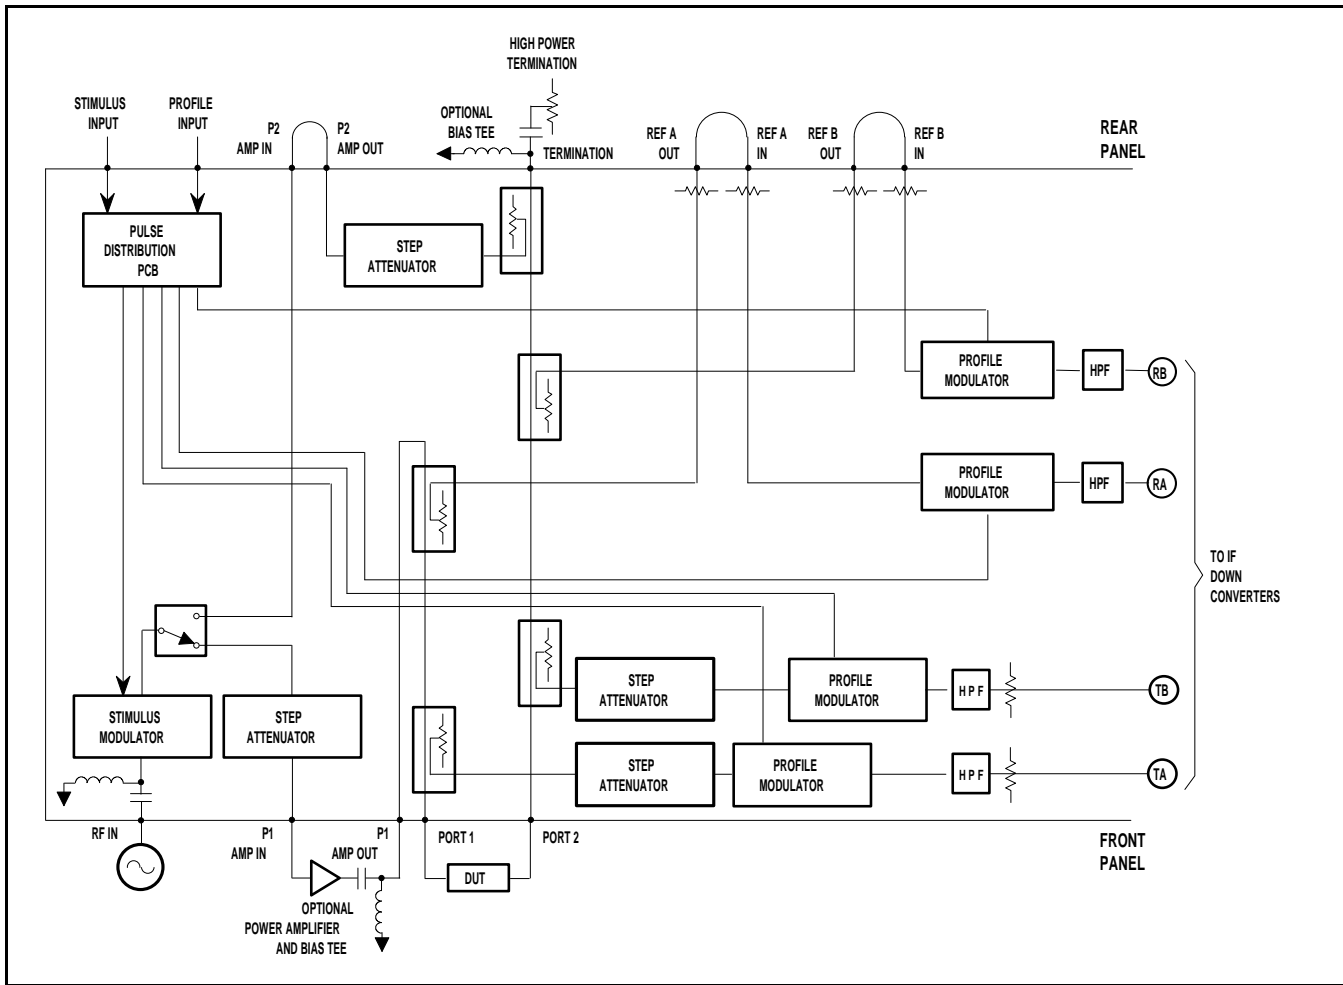 HIGH POWER
TERMINATION
STIMULUS
INPUT
PROFILE
INPUT
P2
AMP IN
P2
AMP OUT
OPTIONAL
BIAS TEE
TERMINATION
REF A
OUT
REF A
IN
REF B
OUT
REF B
IN
REAR
PANEL
PULSE
DISTRIBUTION
PCB
STEP
ATTENUATOR
PROFILE
MODULATOR
HPF
RB
PROFILE
MODULATOR
HPF
RA
TO IF
DOWN
CONVERTERS
STIMULUS
MODULATOR
STEP
ATTENUATOR
STEP
ATTENUATOR
PROFILE
MODULATOR
H P F
TB
STEP
ATTENUATOR
PROFILE
MODULATOR
H P F
TA
RF IN
P1
AMP IN
P1
AMP OUT
PORT 1
PORT 2
FRONT
PANEL
DUT
OPTIONAL
POWER AMPLIFIER
AND BIAS TEE